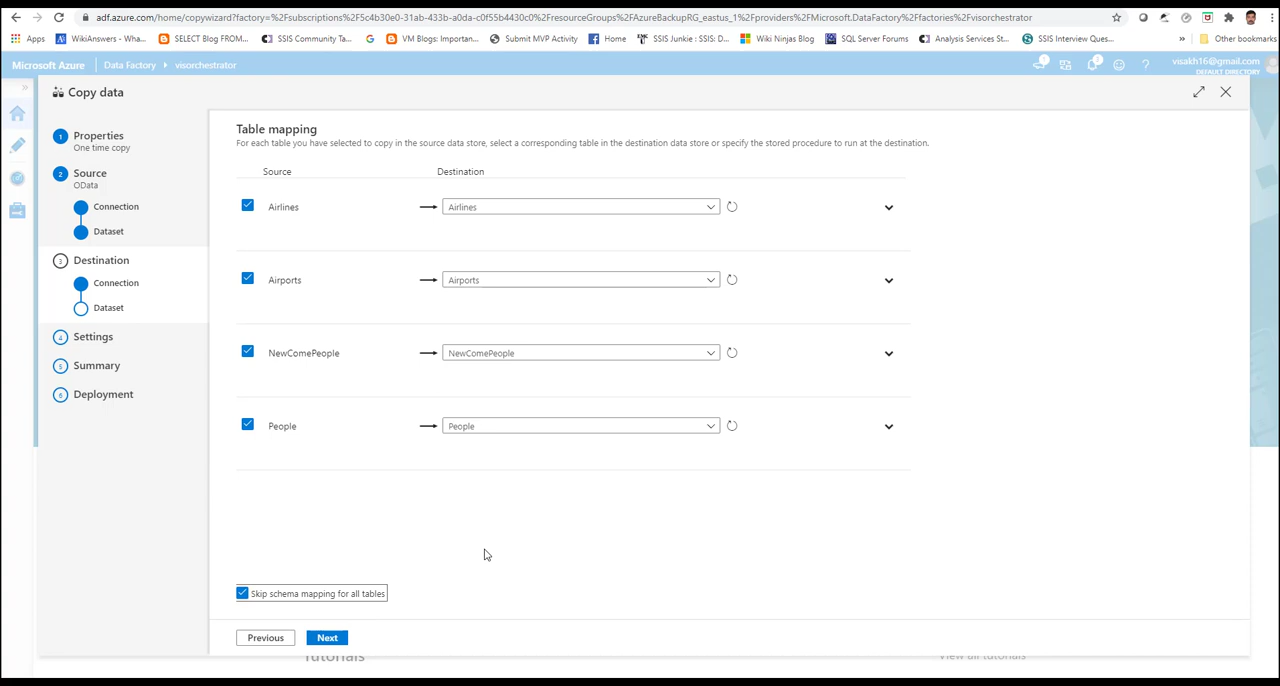 adf.azure.com/home/copywizard?factory=%2Fsubscriptions%2F5c4b30e0-31ab-433b-a0da-c0f55b4430c0%2FresourceGroups%2FAzureBackupRG_eastus_1%2Fproviders%2FMicrosoft.DataFactory%2Ffactories%2Fvisorchestrator
Apps WikiAnswers - Wha... SELECT Blog FROM... SSIS Community Ta... VM Blogs: Importan... Submit MVP Activity Home SSIS Junkie : SSIS: D... Wiki Ninjas Blog SQL Server Forums Analysis Services St... SSIS Interview Ques... » Other bookmarks
Microsoft Azure Data Factory visorchestrator visakh16@gmail.com
DEFAULT DIRECTORY
Copy data
1 Properties
One time copy
2 Source
OData
Connection
Dataset
3 Destination
Connection
Dataset
4 Settings
5 Summary
6 Deployment
Table mapping
For each table you have selected to copy in the source data store, select a corresponding table in the destination data store or specify the stored procedure to run at the destination.
Source Destination
Airlines Airlines
Airports Airports
NewComePeople NewComePeople
People People
Skip schema mapping for all tables
Previous Next
Tutorials View all tutorials